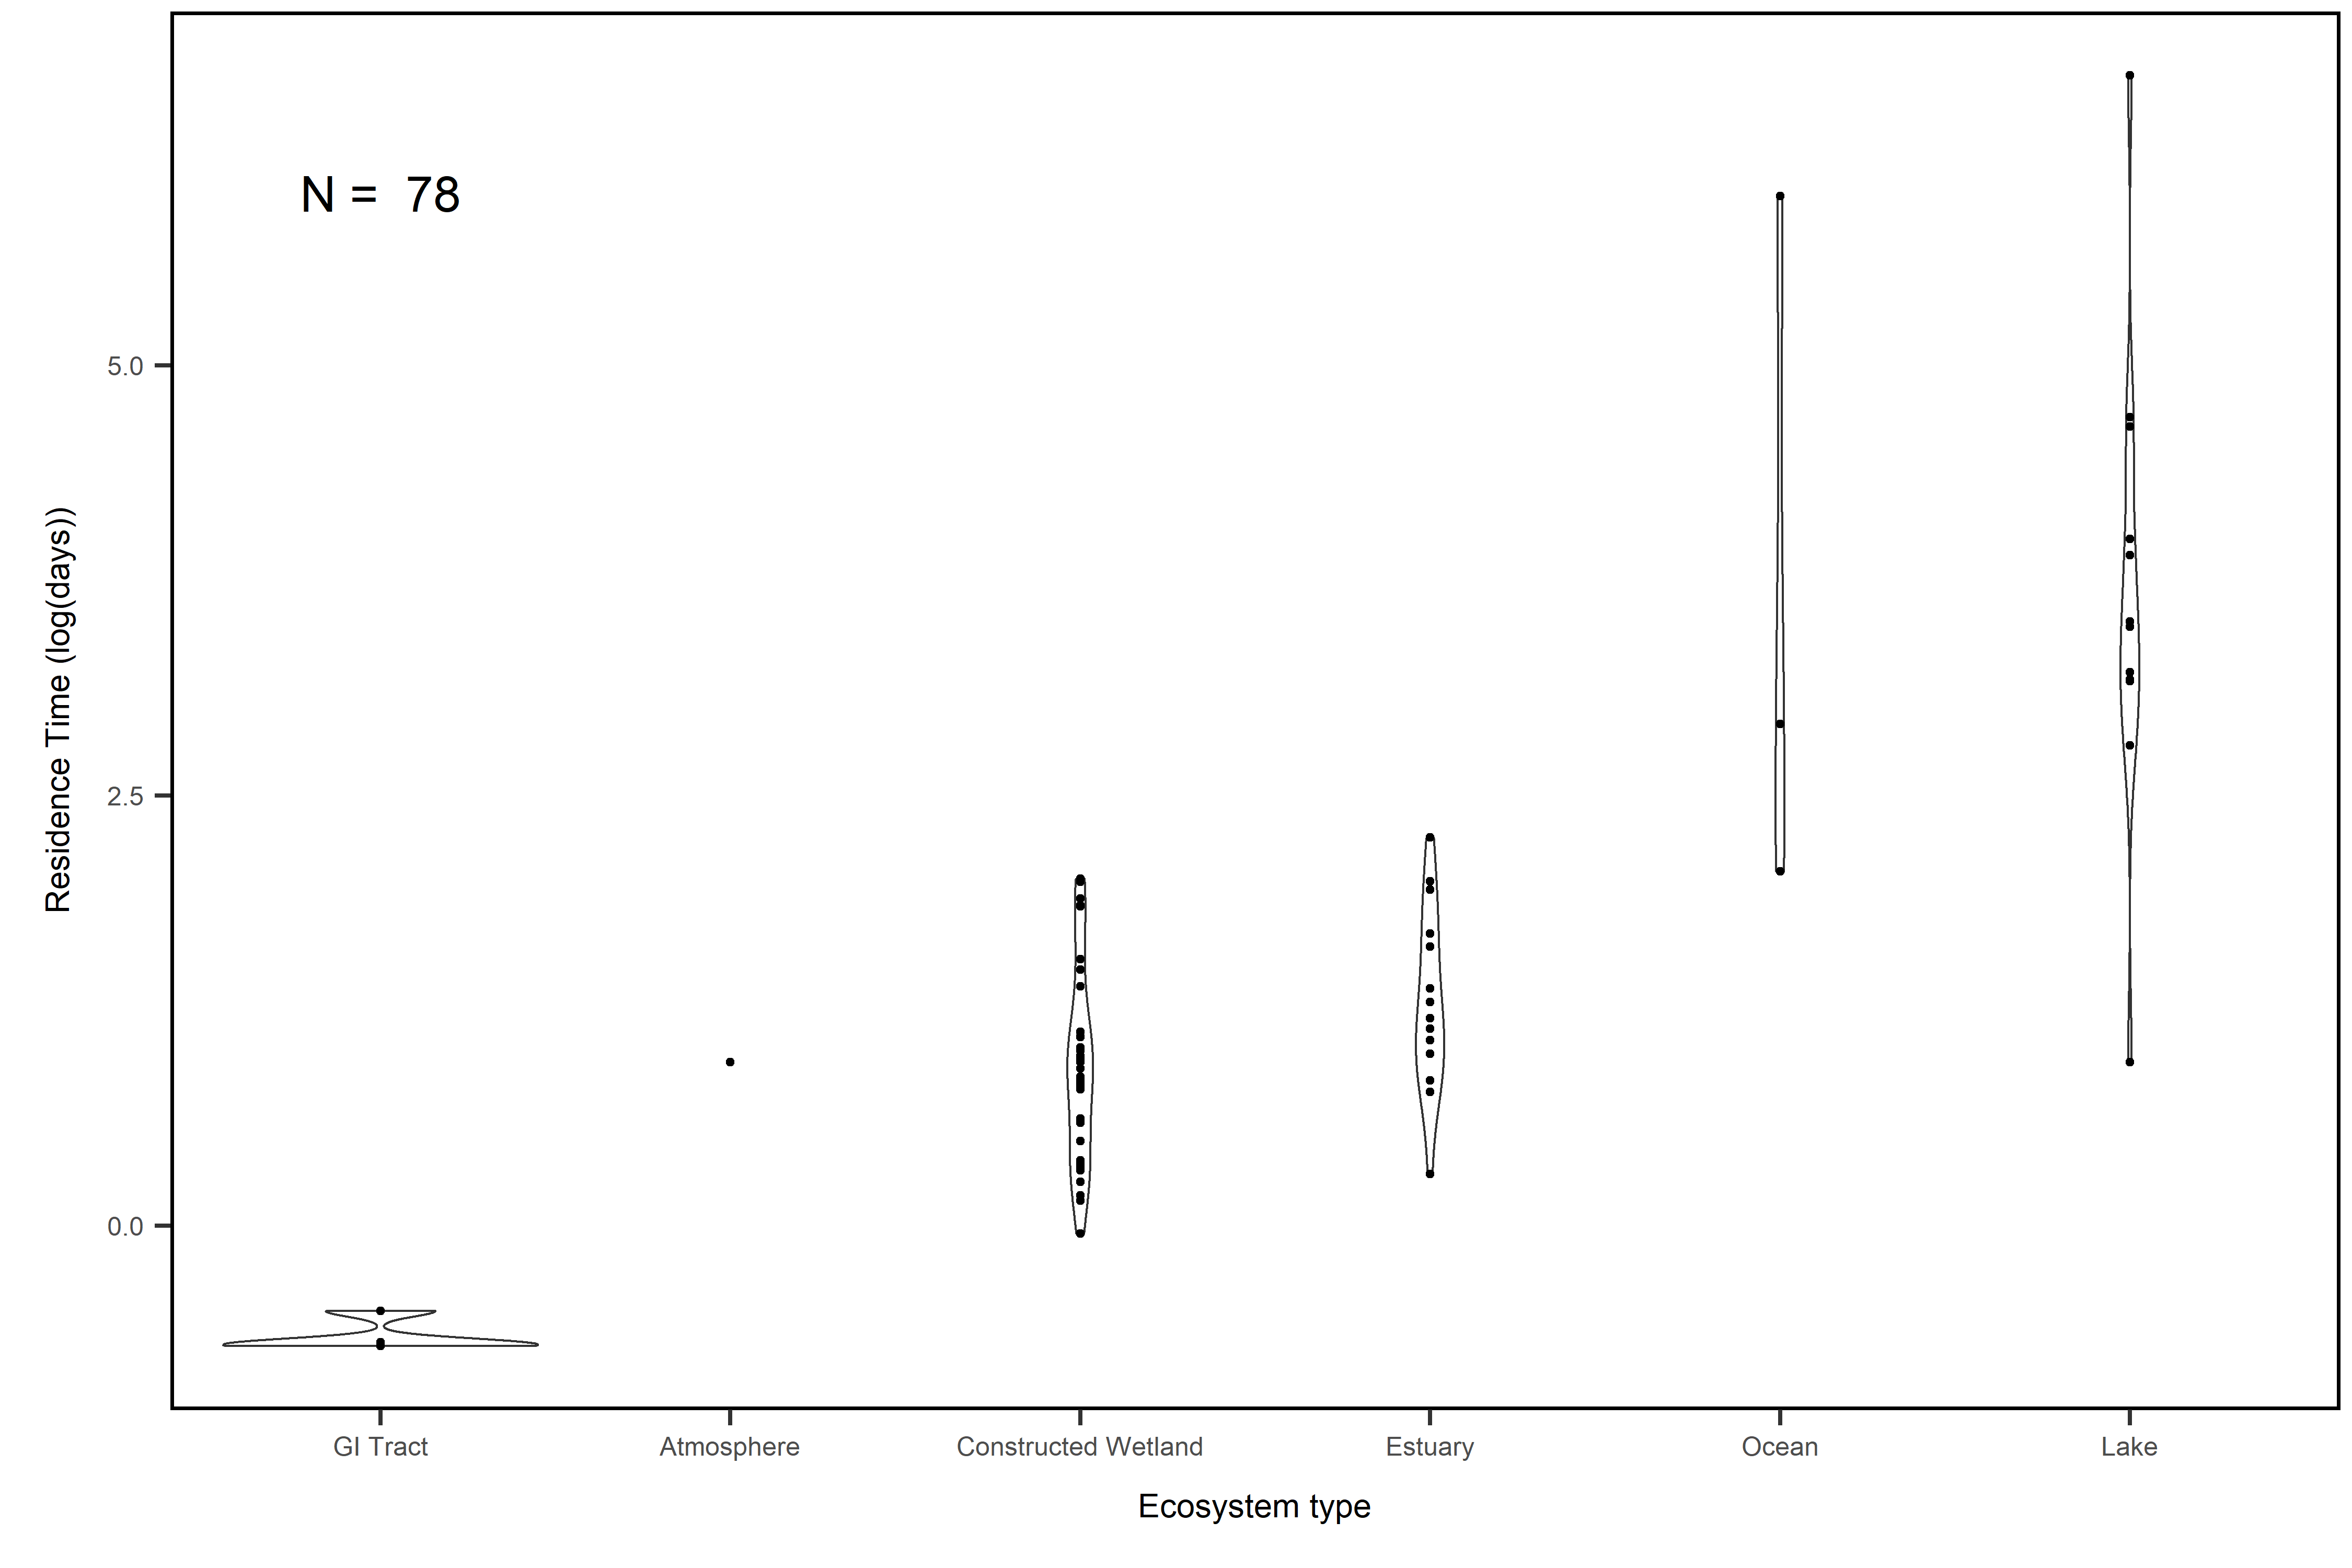 N = 78
Residence Time (log(days))
5.0
2.5
0.0
GI Tract
Atmosphere
Constructed Wetland
Estuary
Ocean
Lake
Ecosystem type